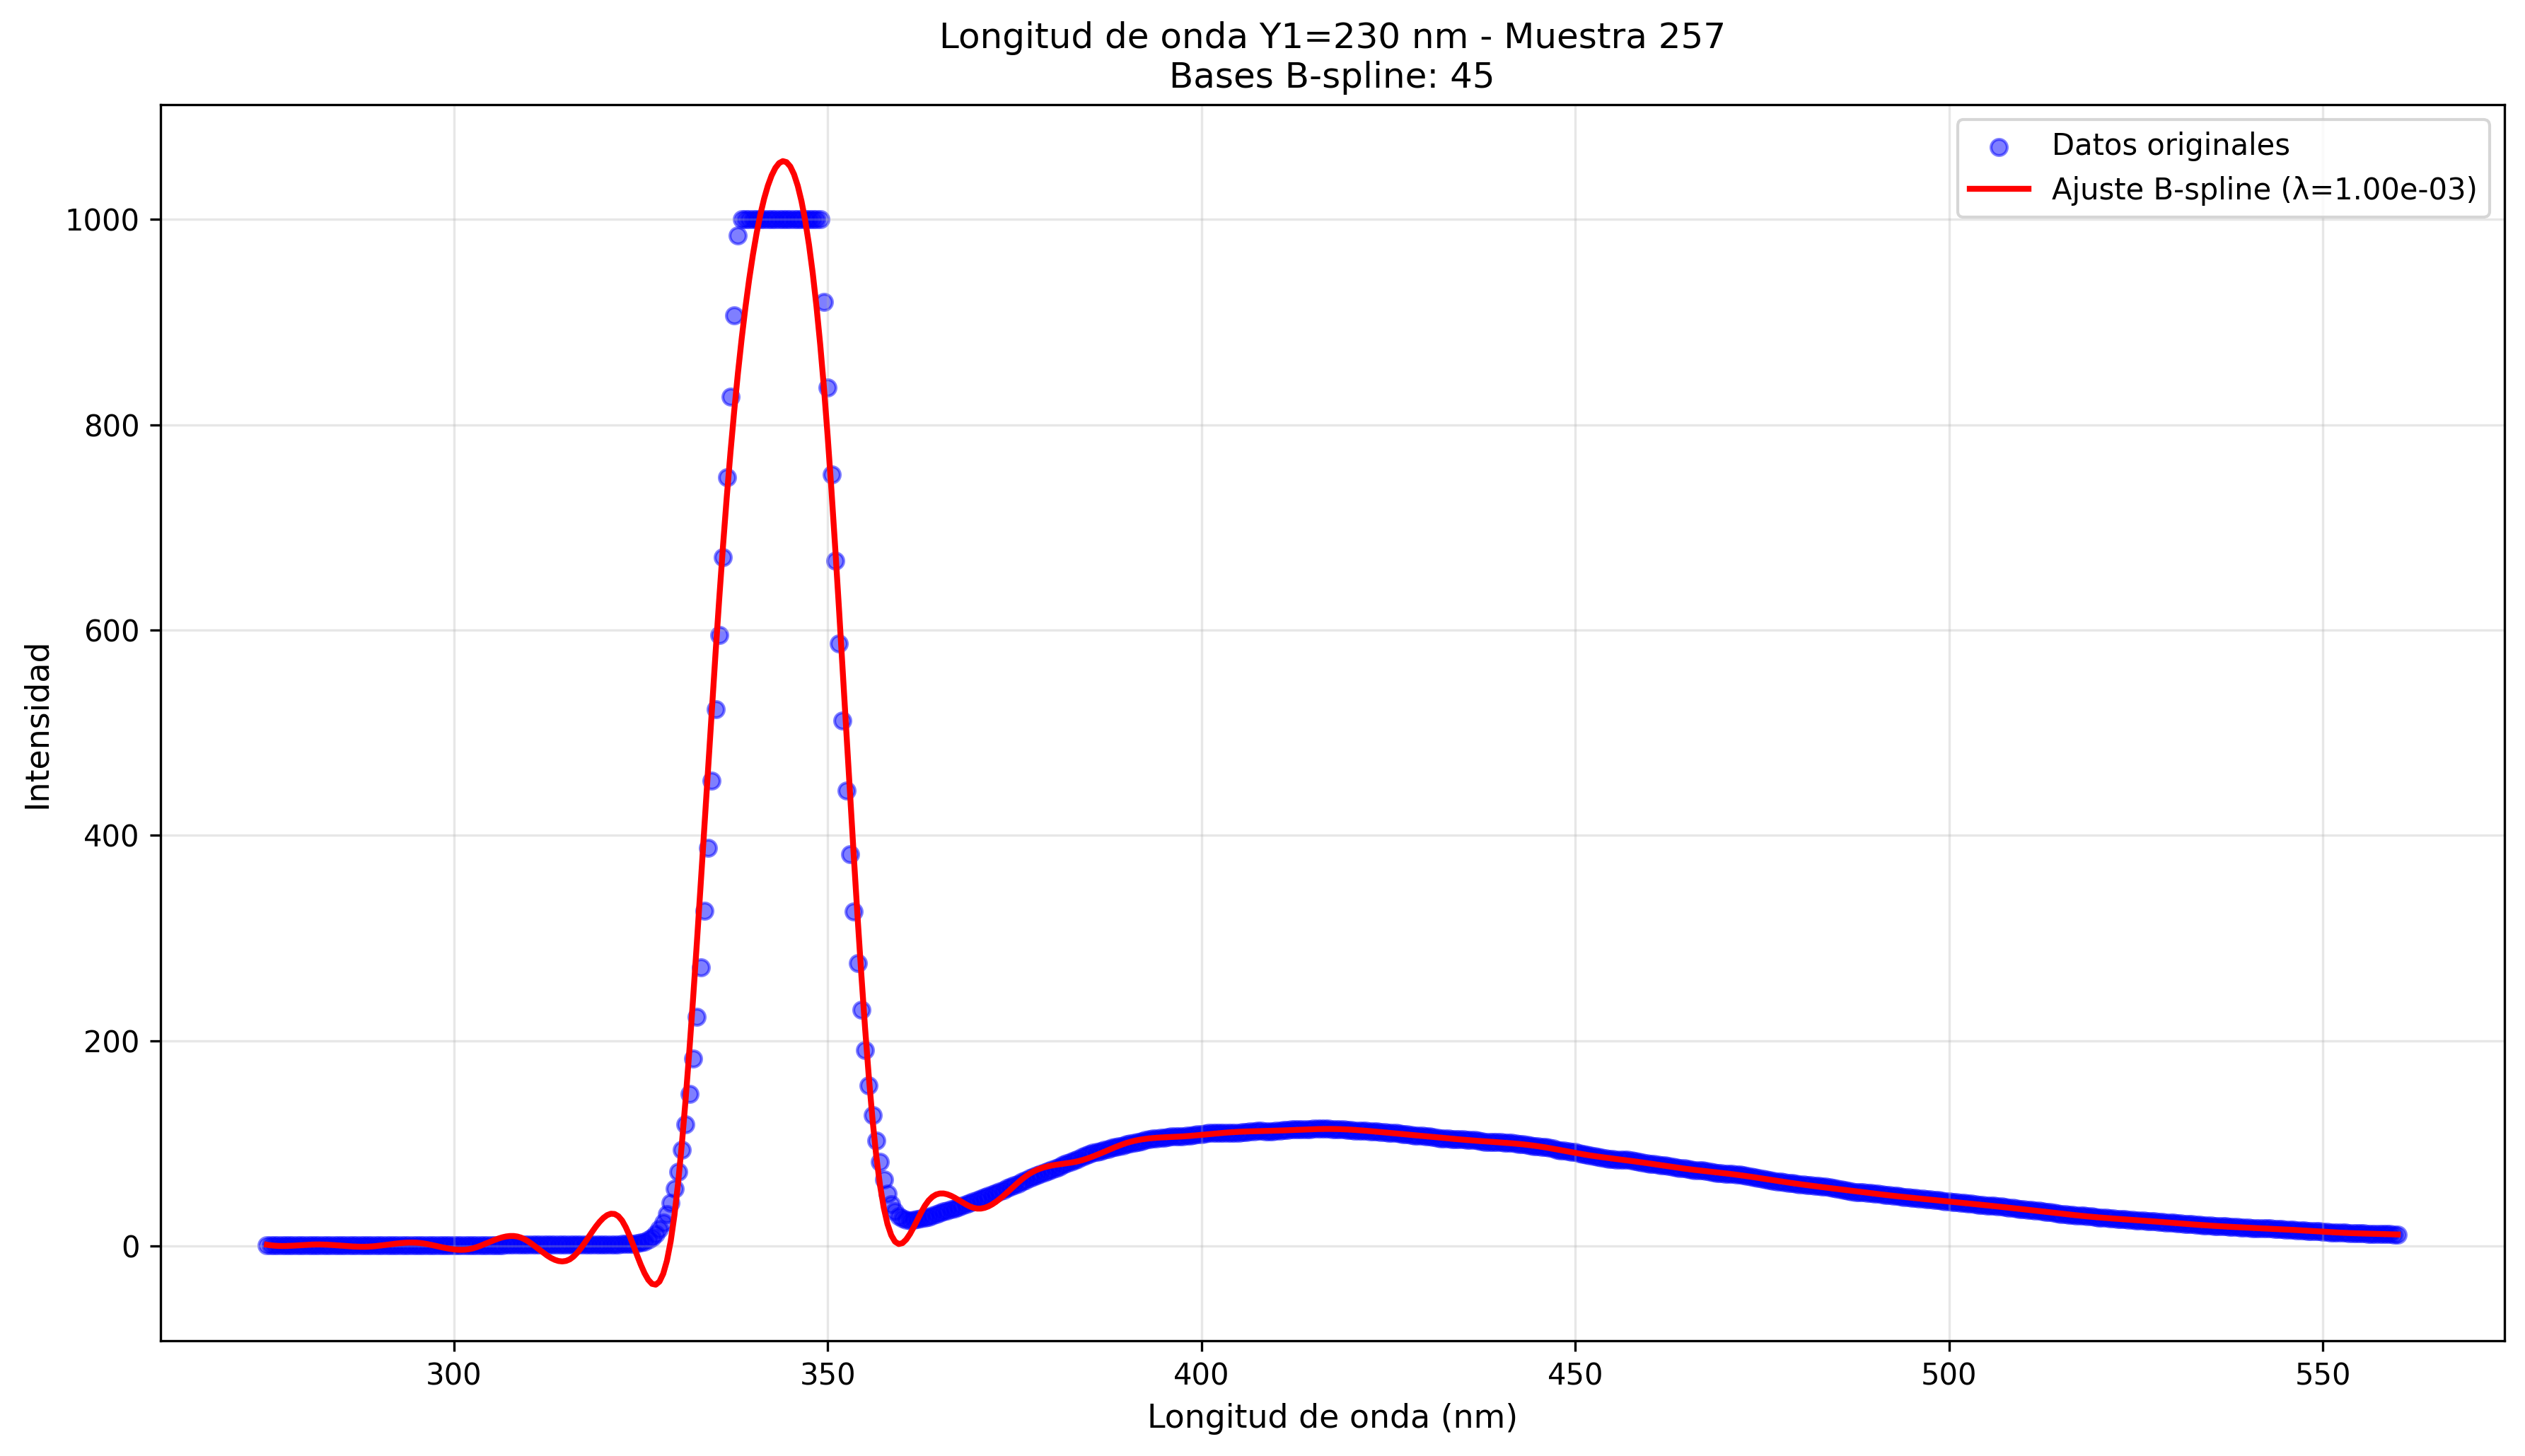 Longitud de onda Y1=230 nm - Muestra 257
Bases B-spline: 45
Datos originales
Ajuste B-spline (λ=1.00e-03)
Intensidad
1000
800
600
400
200
0
300 350 400 450 500 550
Longitud de onda (nm)